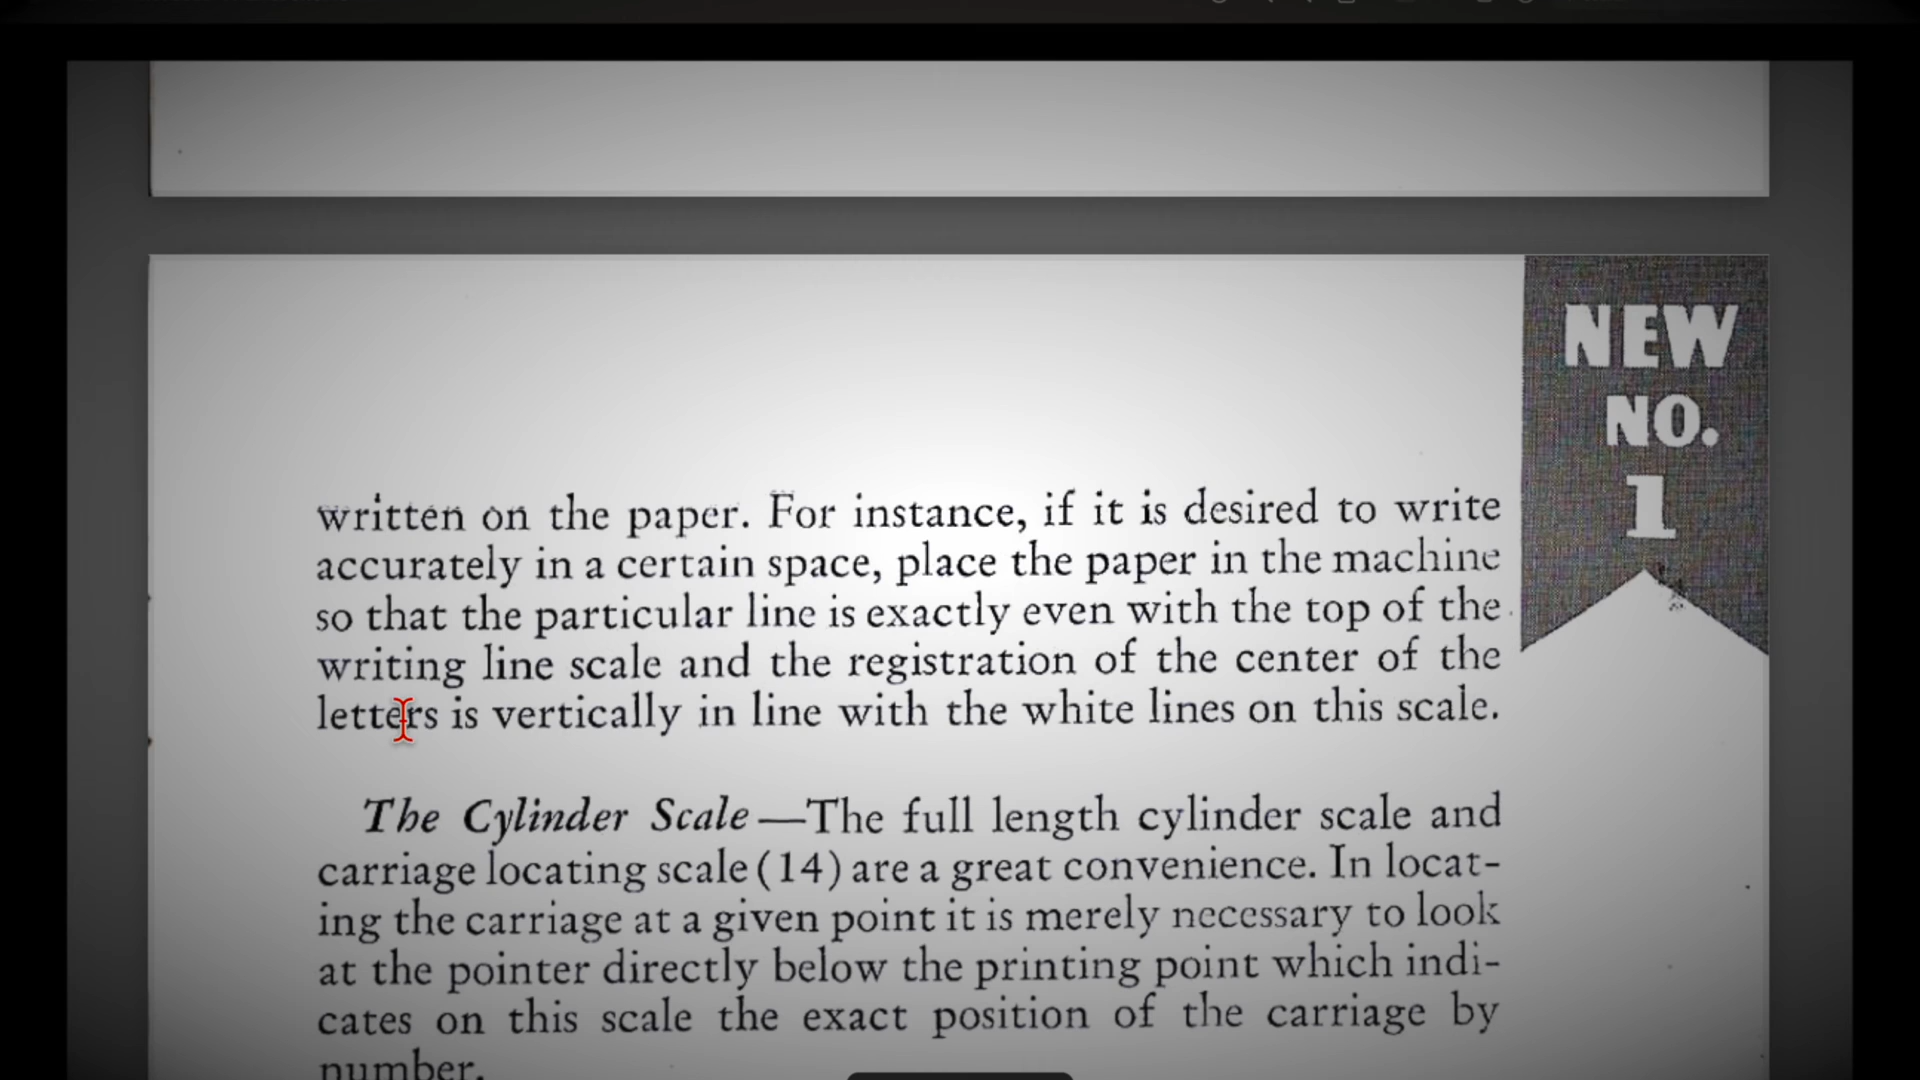 NEW
NO.
1
written on the paper. For instance, if it is desired to write
accurately in a certain space, place the paper in the machine
so that the particular line is exactly even with the top of the
writing line scale and the registration of the center of the
letters is vertically in line with the white lines on this scale.
The Cylinder Scale—The full length cylinder scale and
carriage locating scale (14) are a great convenience. In locat-
ing the carriage at a given point it is merely necessary to look
at the pointer directly below the printing point which indi-
cates on this scale the exact position of the carriage by
number.